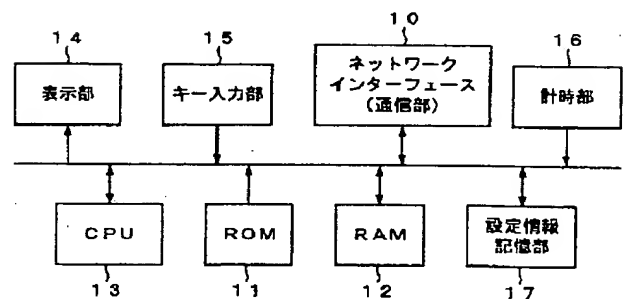 14
15
10
16
表示部
キー入力部
ネットワーク
インターフェース
(通信部)
計時部
CPU
ROM
RAM
設定情報
記憶部
13
11
12
17